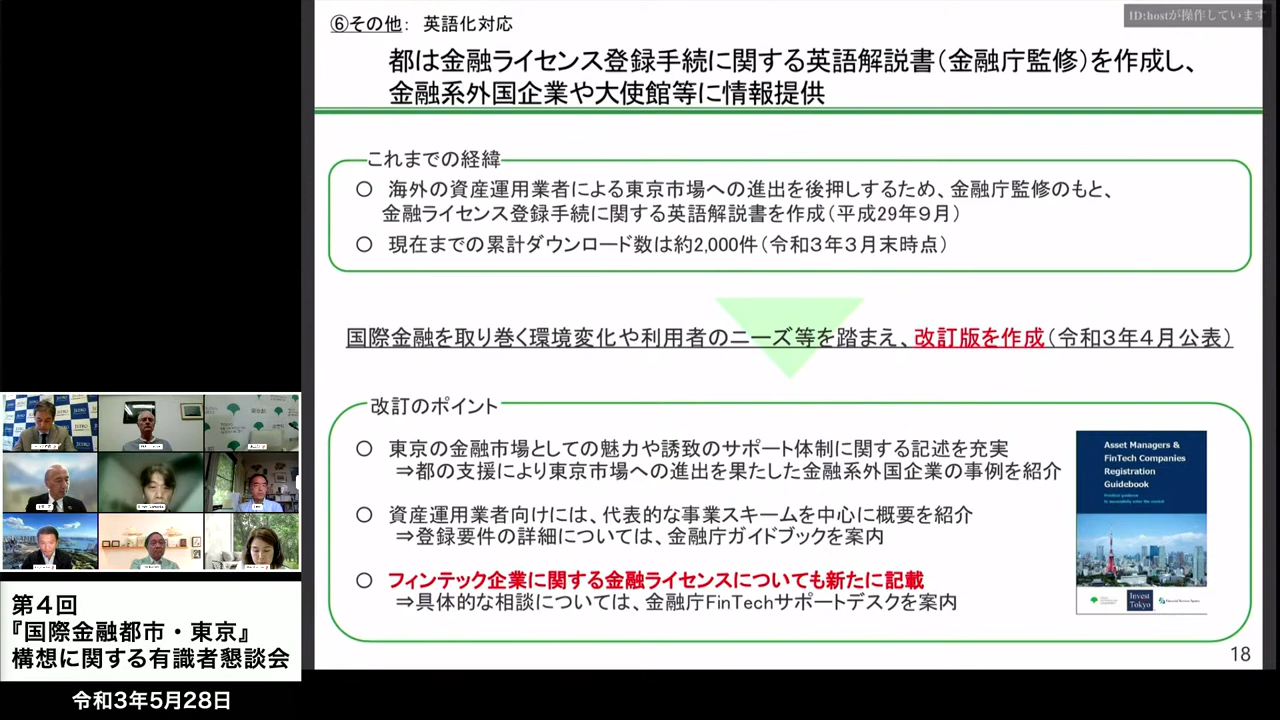 ⑥その他： 英語化対応
ID:hostが操作しています
都は金融ライセンス登録手続に関する英語解説書（金融庁監修）を作成し、
金融系外国企業や大使館等に情報提供
これまでの経緯
○ 海外の資産運用業者による東京市場への進出を後押しするため、金融庁監修のもと、
金融ライセンス登録手続に関する英語解説書を作成（平成29年９月）
○ 現在までの累計ダウンロード数は約2,000件（令和３年３月末時点）
国際金融を取り巻く環境変化や利用者のニーズ等を踏まえ、改訂版を作成（令和３年４月公表）
改訂のポイント
○ 東京の金融市場としての魅力や誘致のサポート体制に関する記述を充実
⇒都の支援により東京市場への進出を果たした金融系外国企業の事例を紹介
○ 資産運用業者向けには、代表的な事業スキームを中心に概要を紹介
⇒登録要件の詳細については、金融庁ガイドブックを案内
○ フィンテック企業に関する金融ライセンスについても新たに記載
⇒具体的な相談については、金融庁FinTechサポートデスクを案内
Asset Managers &
FinTech Companies
Registration
Guidebook
Invest
Tokyo
18
JETRO
第４回
『国際金融都市・東京』
構想に関する有識者懇談会
令和3年5月28日